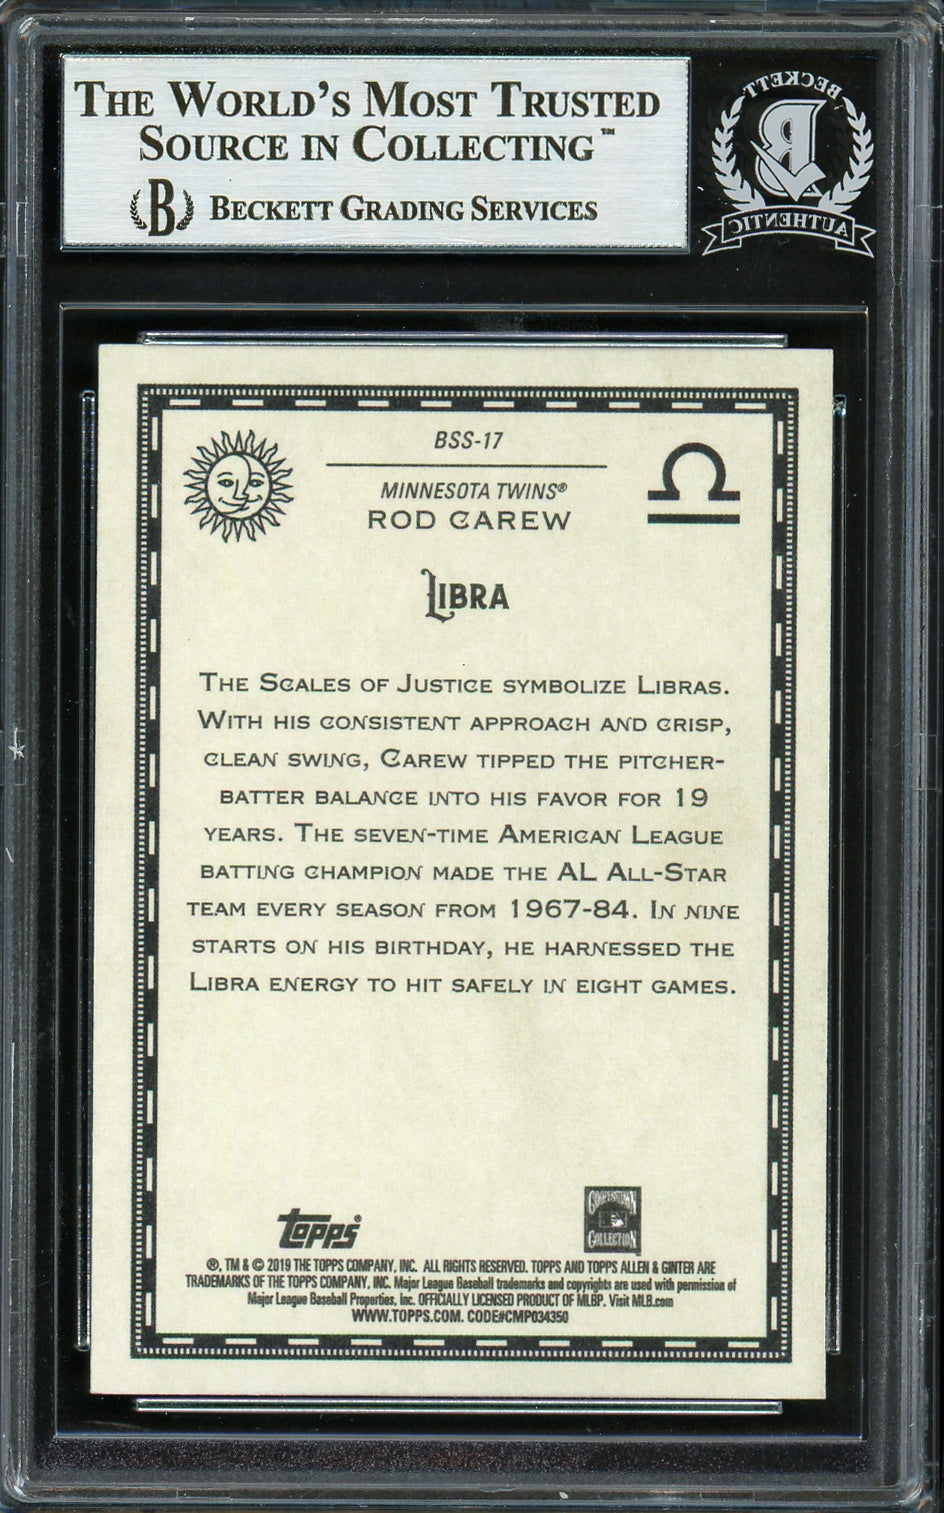 THE WORLD'S MOST TRUSTED
SOURCE IN COLLECTING™
B BECKETT GRADING SERVICES
BECKETT
AUTHENTIC
BSS-17
MINNESOTA TWINS®
ROD CAREW
LIBRA
THE SCALES OF JUSTICE SYMBOLIZE LIBRAS.
WITH HIS CONSISTENT APPROACH AND CRISP,
CLEAN SWING, CAREW TIPPED THE PITCHER-
BATTER BALANCE INTO HIS FAVOR FOR 19
YEARS. THE SEVEN-TIME AMERICAN LEAGUE
BATTING CHAMPION MADE THE AL ALL-STAR
TEAM EVERY SEASON FROM 1967-84. IN NINE
STARTS ON HIS BIRTHDAY, HE HARNESSED THE
LIBRA ENERGY TO HIT SAFELY IN EIGHT GAMES.
topps
COOPERSTOWN
COLLECTION
®, TM & © 2019 THE TOPPS COMPANY, INC. ALL RIGHTS RESERVED. TOPPS AND TOPPS ALLEN & GINTER ARE
TRADEMARKS OF THE TOPPS COMPANY, INC. Major League Baseball trademarks and copyrights are used with permission of
Major League Baseball Properties, Inc. OFFICIALLY LICENSED PRODUCT OF MLBP. Visit MLB.com
WWW.TOPPS.COM. CODE#CMP034350